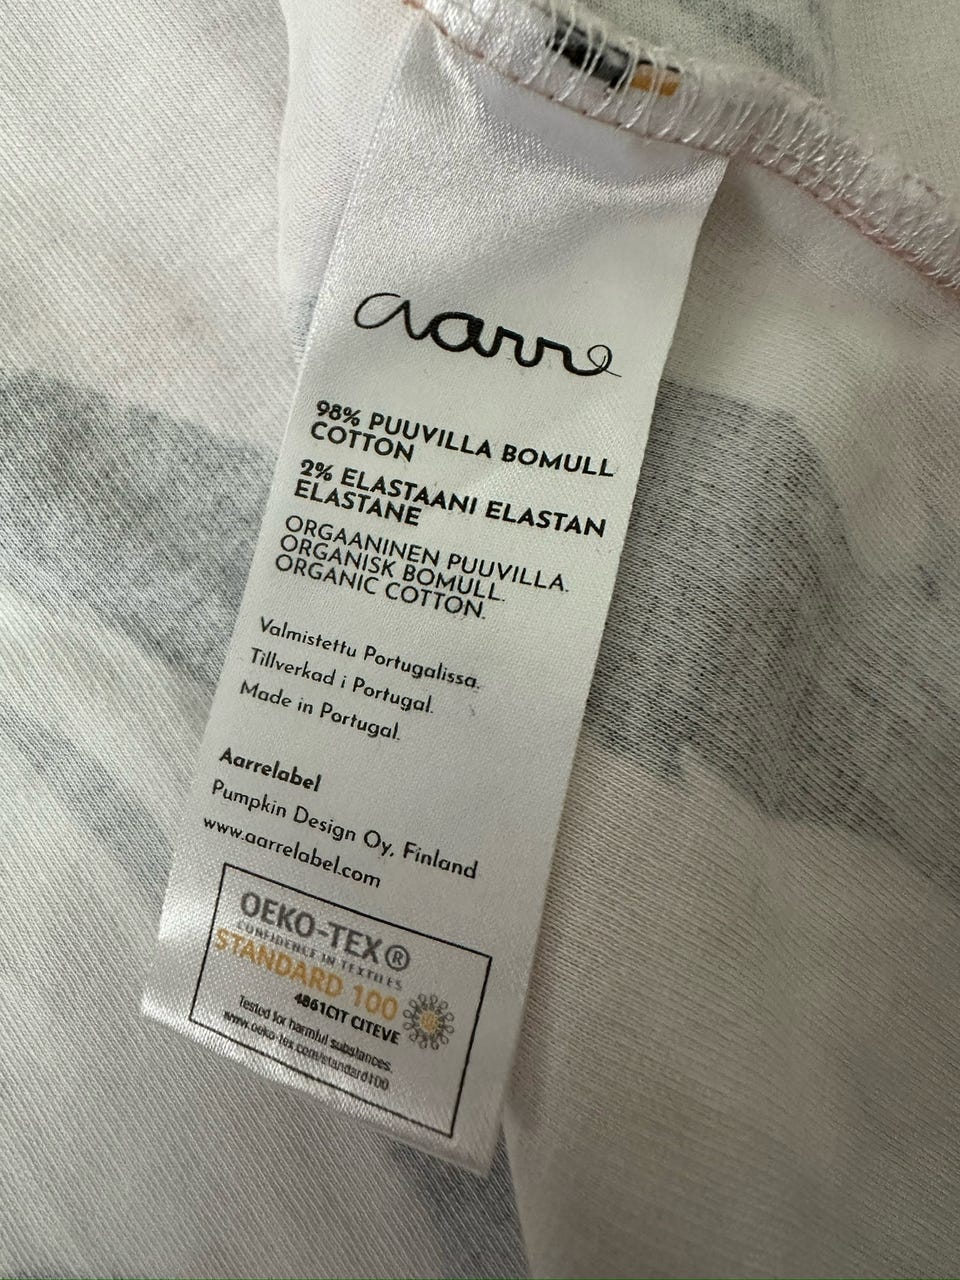 aarre
98% PUUVILLA BOMULL
COTTON
2% ELASTAANI ELASTAN
ELASTANE
ORGAANINEN PUUVILLA.
ORGANISK BOMULL.
ORGANIC COTTON.
Valmistettu Portugalissa.
Tillverkad i Portugal.
Made in Portugal.
Aarrelabel
Pumpkin Design Oy, Finland
www.aarrelabel.com
OEKO-TEX®
CONFIDENCE IN TEXTILES
STANDARD 100
4861CIT CITEVE
Tested for harmful substances.
www.oeko-tex.com/standard100